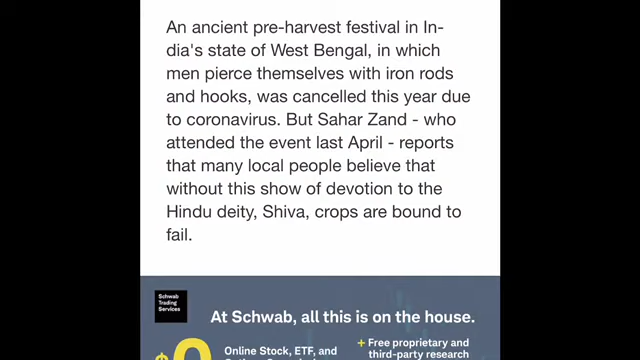 An ancient pre-harvest festival in In-
dia's state of West Bengal, in which
men pierce themselves with iron rods
and hooks, was cancelled this year due
to coronavirus. But Sahar Zand - who
attended the event last April - reports
that many local people believe that
without this show of devotion to the
Hindu deity, Shiva, crops are bound to
fail.
Schwab
Trading
Services
At Schwab, all this is on the house.
Online Stock, ETF, and
+ Free proprietary and
third-party research